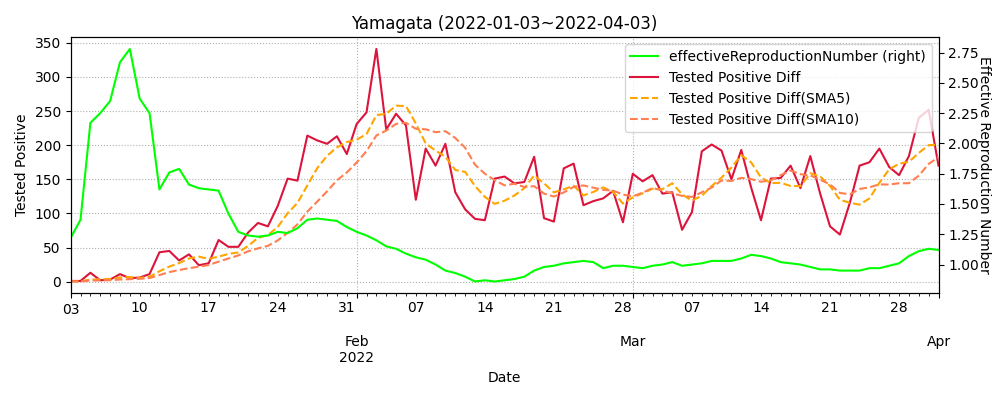 Yamagata (2022-01-03~2022-04-03)
effectiveReproductionNumber (right)
Tested Positive Diff
Tested Positive Diff(SMA5)
Tested Positive Diff(SMA10)
Tested Positive
350
300
250
200
150
100
50
0
2.75
2.50
2.25
2.00
1.75
1.50
1.25
1.00
Effective Reproduction Number
03 10 17 24 31 07 14 21 28 07 14 21 28
Feb Mar Apr
2022
Date